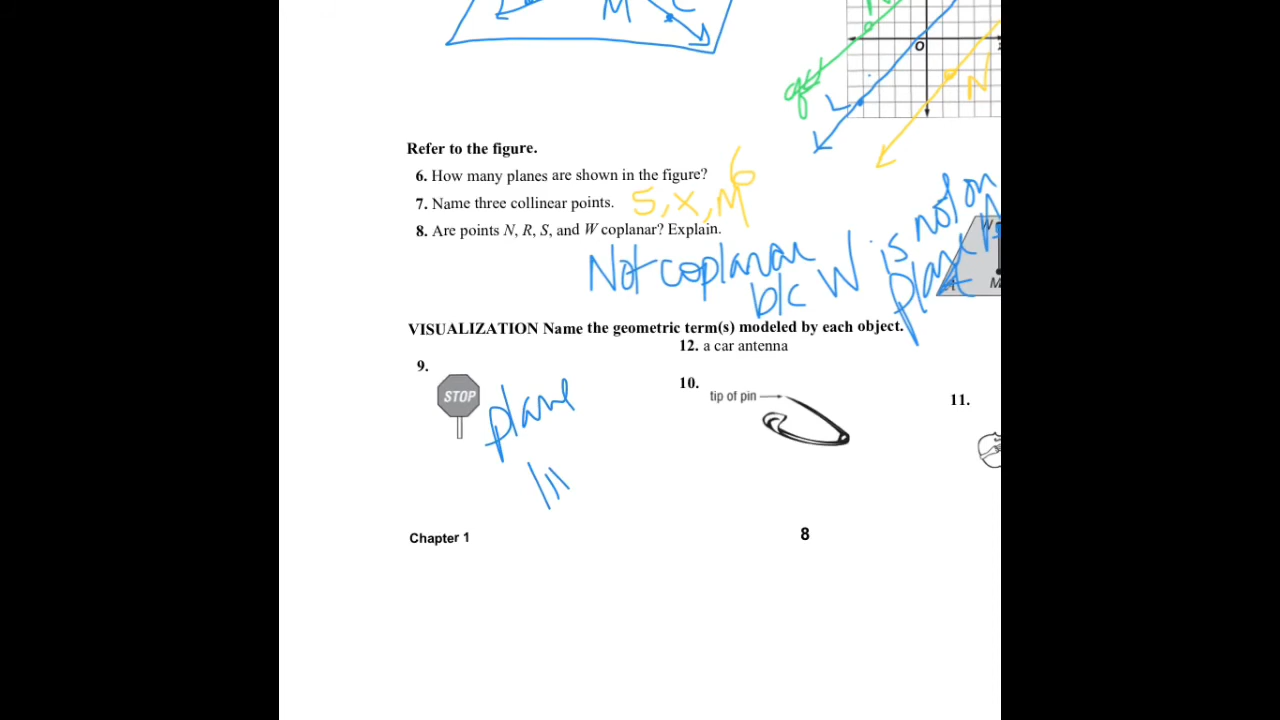 M
C
O
qst
L
N
Refer to the figure.
6. How many planes are shown in the figure? 6
7. Name three collinear points. S, X, M
8. Are points N, R, S, and W coplanar? Explain.
Not coplanar
b/c W is not on
plane
W
M
VISUALIZATION Name the geometric term(s) modeled by each object.
12. a car antenna
9.
STOP
plane
10.
tip of pin
11.
Chapter 1
8